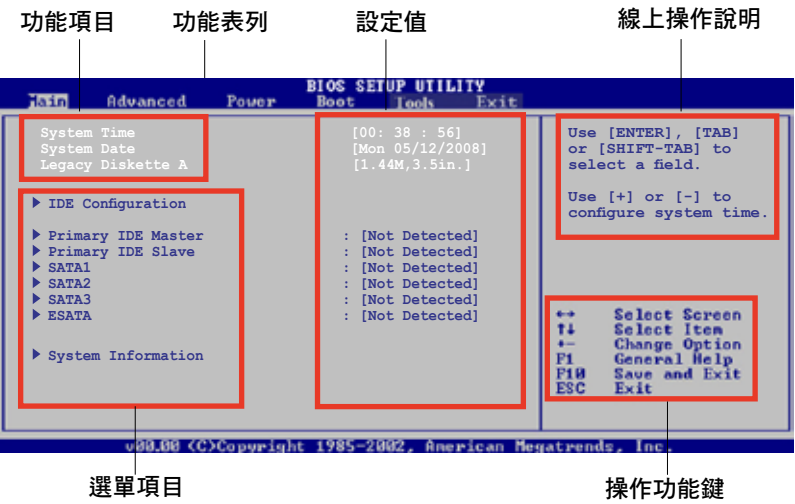 功能項目 功能表列 設定值 線上操作說明
BIOS SETUP UTILITY
Main Advanced Power Boot Tools Exit
System Time [00: 38 : 56]
System Date [Mon 05/12/2008]
Legacy Diskette A [1.44M,3.5in.]
IDE Configuration
Primary IDE Master : [Not Detected]
Primary IDE Slave : [Not Detected]
SATA1 : [Not Detected]
SATA2 : [Not Detected]
SATA3 : [Not Detected]
ESATA : [Not Detected]
System Information
Use [ENTER], [TAB]
or [SHIFT-TAB] to
select a field.
Use [+] or [-] to
configure system time.
←→ Select Screen
↑↓ Select Item
+- Change Option
F1 General Help
F10 Save and Exit
ESC Exit
v00.00 (C)Copyright 1985-2002, American Megatrends, Inc.
選單項目 操作功能鍵